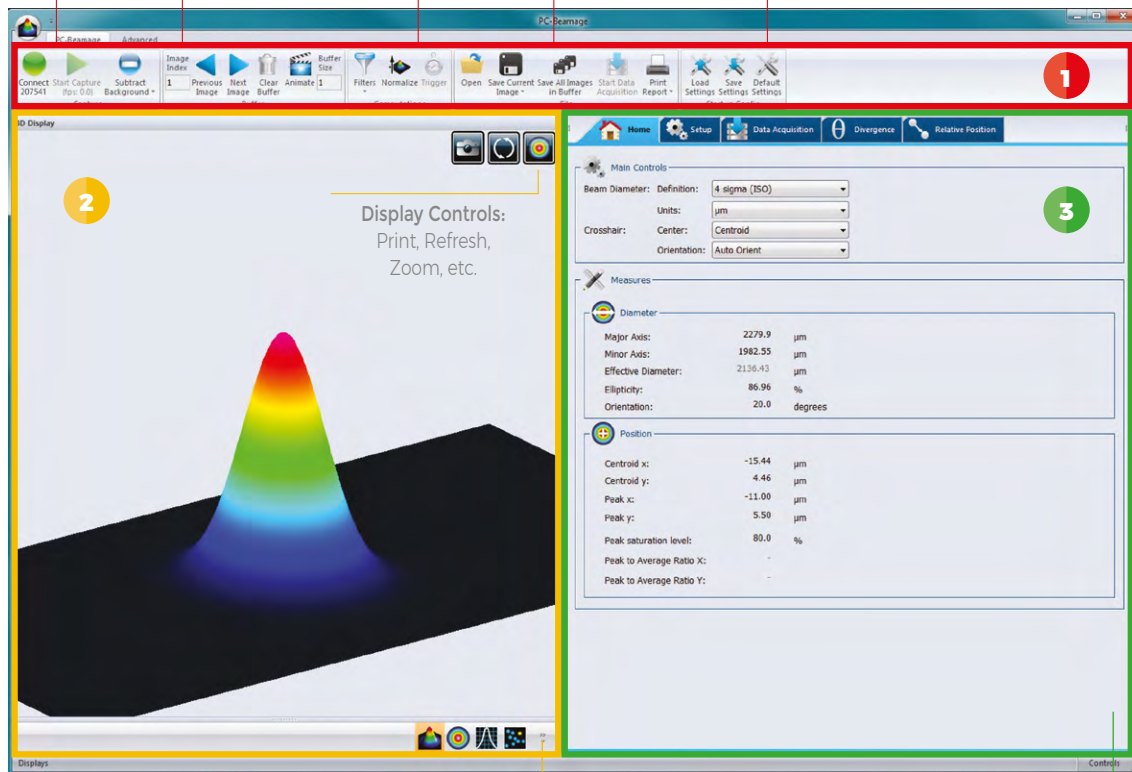 PC-Beamage
PC-Beamage Advanced
Connect 207541
Start Capture (fps: 0.0)
Subtract Background
Image Index
1
Previous Image
Next Image
Clear Buffer
Animate
Buffer Size
1
Filters
Normalize
Trigger
Open
Save Current Image
Save All Images in Buffer
Start Data Acquisition
Print Report
Load Settings
Save Settings
Default Settings
Buffer
1
3D Display
2
Display Controls:
Print, Refresh,
Zoom, etc.
Home
Setup
Data Acquisition
θ Divergence
Relative Position
3
Main Controls
Beam Diameter: Definition: 4 sigma (ISO)
Units: µm
Crosshair: Center: Centroid
Orientation: Auto Orient
Measures
Diameter
Major Axis: 2279.9 µm
Minor Axis: 1982.55 µm
Effective Diameter: 2136.43 µm
Ellipticity: 86.96 %
Orientation: 20.0 degrees
Position
Centroid x: -15.44 µm
Centroid y: 4.46 µm
Peak x: -11.00 µm
Peak y: 5.50 µm
Peak saturation level: 80.0 %
Peak to Average Ratio X: -
Peak to Average Ratio Y: -
Displays
Controls